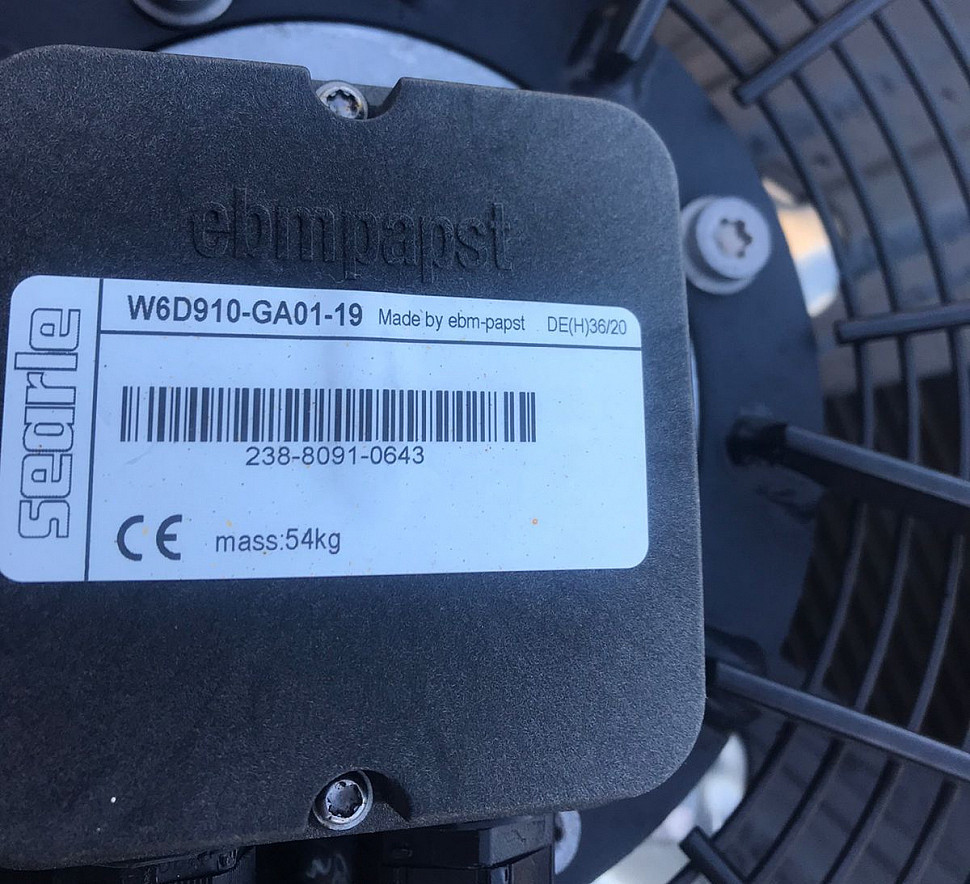 ebmpapst
searle
W6D910-GA01-19 Made by ebm-papst DE(H)36/20
238-8091-0643
CE mass:54kg